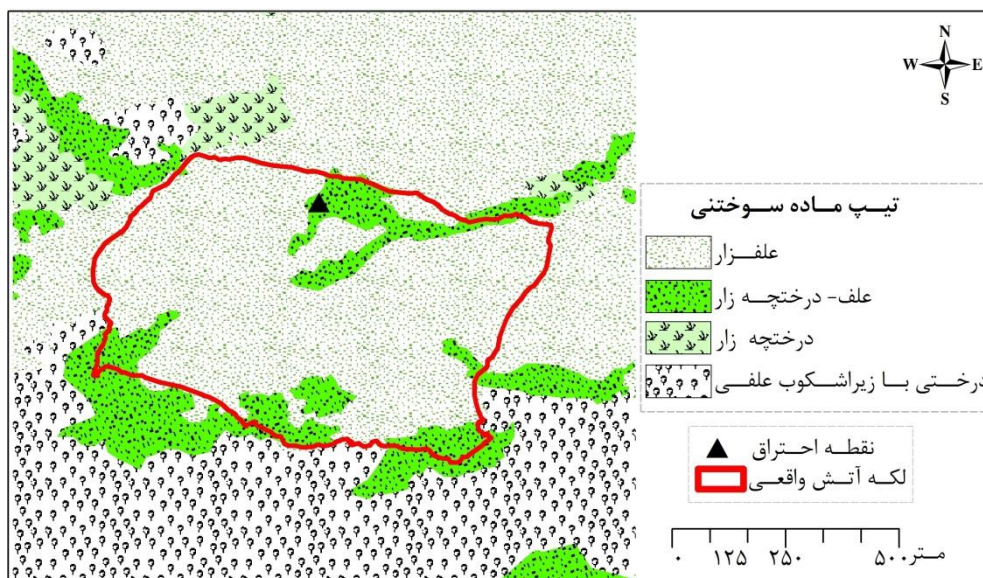 N
W E
S
تیپ ماده سوختنی
علفزار
علف- درختچه زار
درختچه زار
درختی با زیراشکوب علفی
نقطه احتراق
لکه آتش واقعی
۰ ۱۲۵ ۲۵۰ ۵۰۰ متر